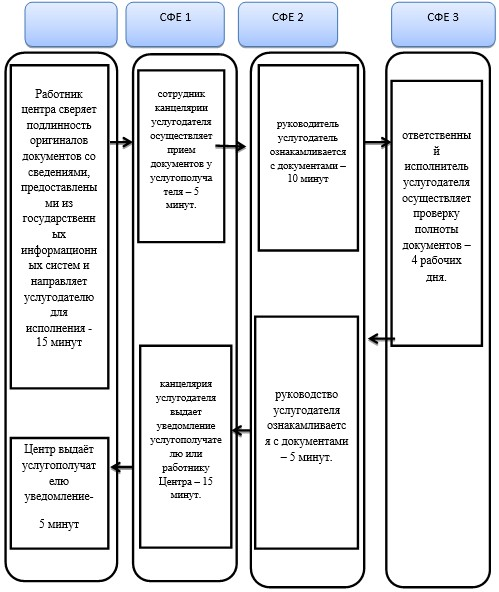 СФЕ 1
СФЕ 2
СФЕ 3
Работник
центра сверяет
подлинность
оригиналов
документов со
сведениями,
предоставлены
ми из
государственн
ых
информационн
ых систем и
направляет
услугодателю
для
исполнения -
15 минут
сотрудник
канцелярии
услугодателя
осуществляет
прием
документов у
услугополуча
теля – 5
минут.
руководитель
услугодатель
ознакамливается
с документами –
10 минут
ответственны
й
исполнитель
услугодателя
осуществляет
проверку
полноты
документов –
4 рабочих
дня.
руководство
услугодателя
ознакамливаетс
я с документами
– 5 минут.
канцелярия
услугодателя
выдает
уведомление
услугополучате
лю или
работнику
Центра – 15
минут.
Центр выдаёт
услугополучат
елю
уведомление-
5 минут